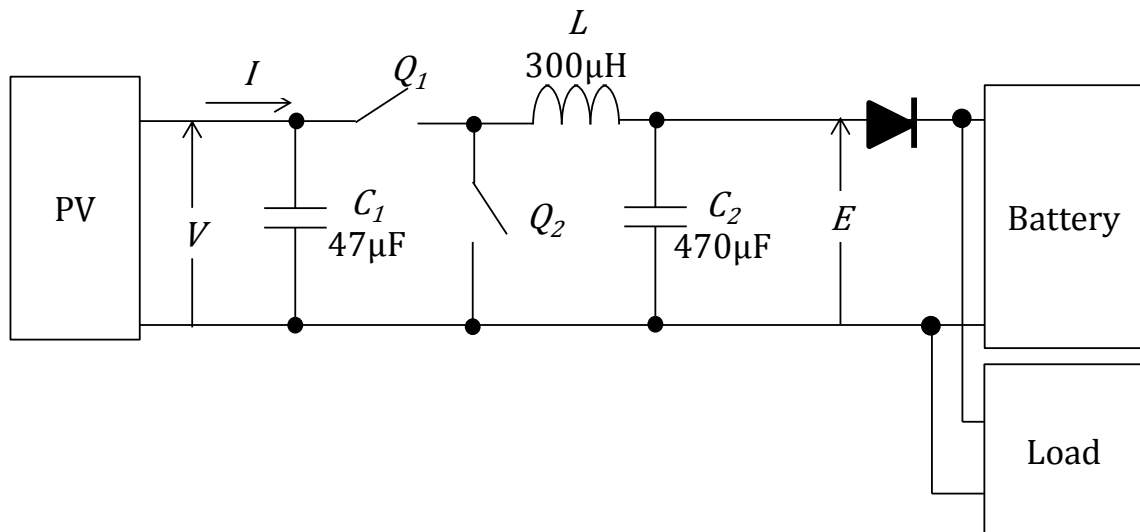 L
300μH
I
Q₁
PV
V
C₁
47μF
Q₂
C₂
470μF
E
Battery
Load